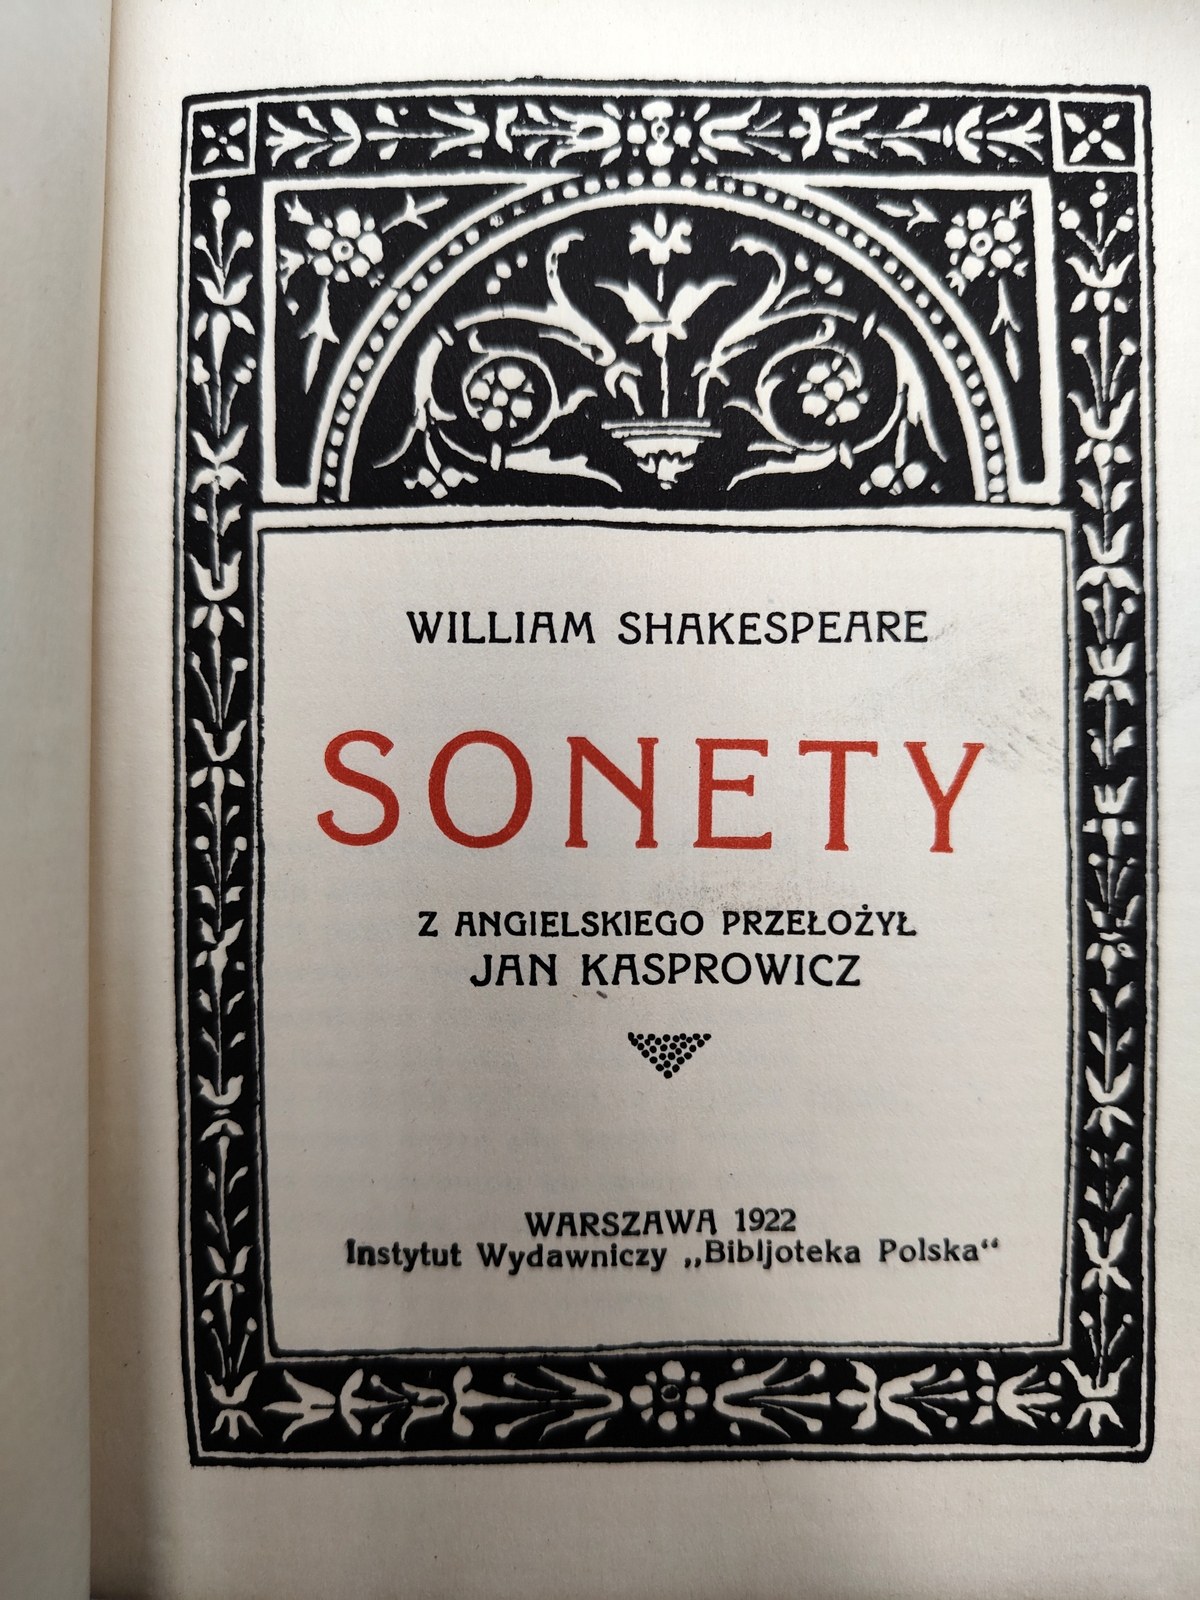 WILLIAM SHAKESPEARE
SONETY
Z ANGIELSKIEGO PRZEŁOŻYŁ
JAN KASPROWICZ
WARSZAWA 1922
Instytut Wydawniczy „Bibljoteka Polska“